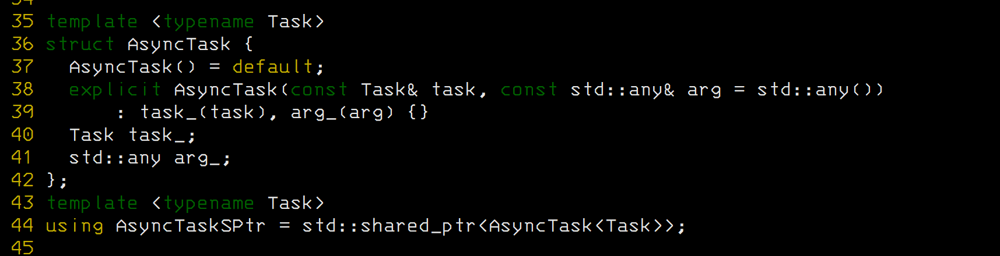 34
35 template <typename Task>
36 struct AsyncTask {
37   AsyncTask() = default;
38   explicit AsyncTask(const Task& task, const std::any& arg = std::any())
39       : task_(task), arg_(arg) {}
40   Task task_;
41   std::any arg_;
42 };
43 template <typename Task>
44 using AsyncTaskSPtr = std::shared_ptr<AsyncTask<Task>>;
45